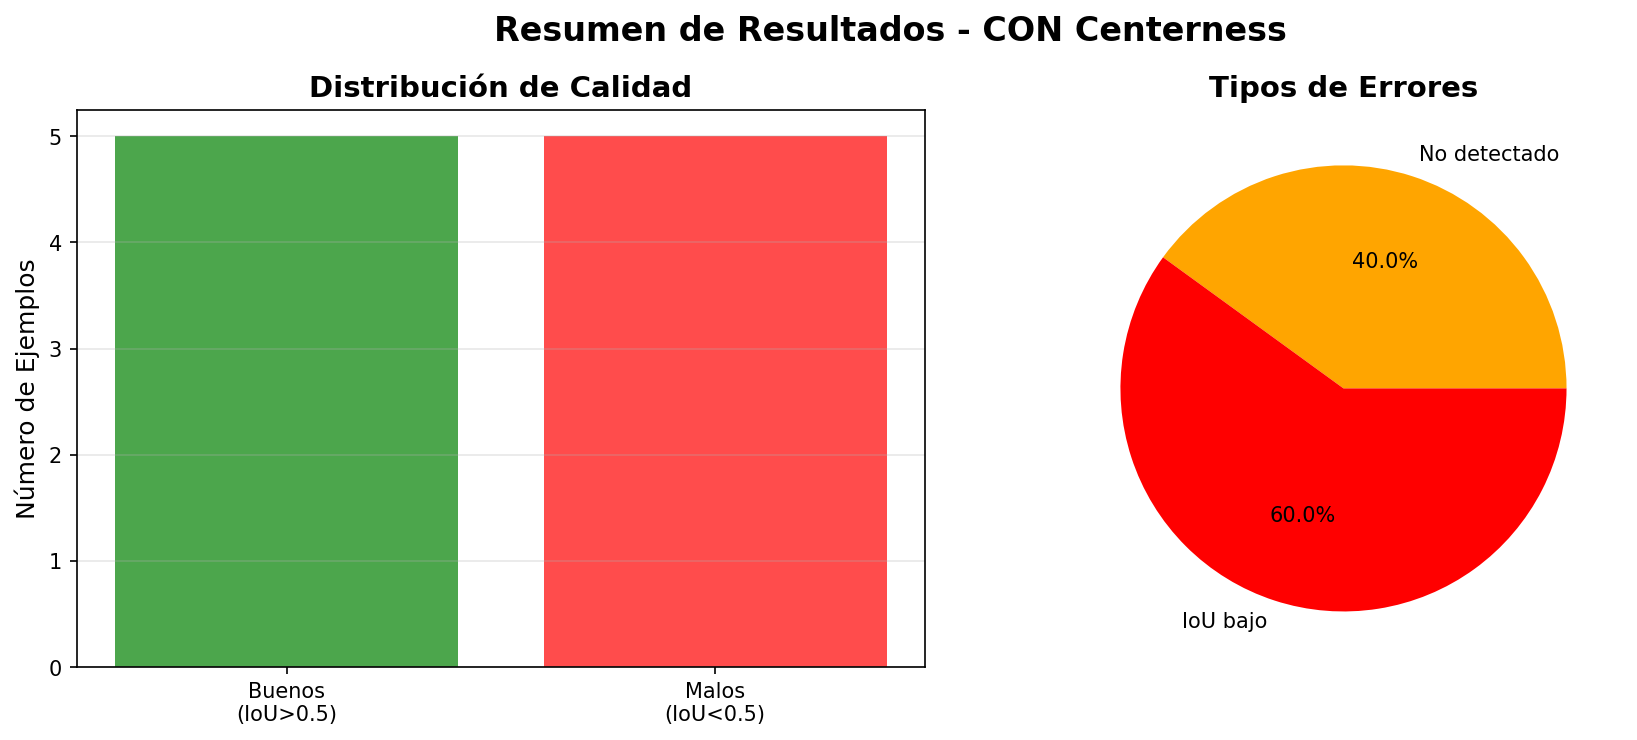 Resumen de Resultados - CON Centerness
Distribución de Calidad
Número de Ejemplos
5
4
3
2
1
0
Buenos
(IoU>0.5)
Malos
(IoU<0.5)
Tipos de Errores
No detectado
40.0%
60.0%
IoU bajo